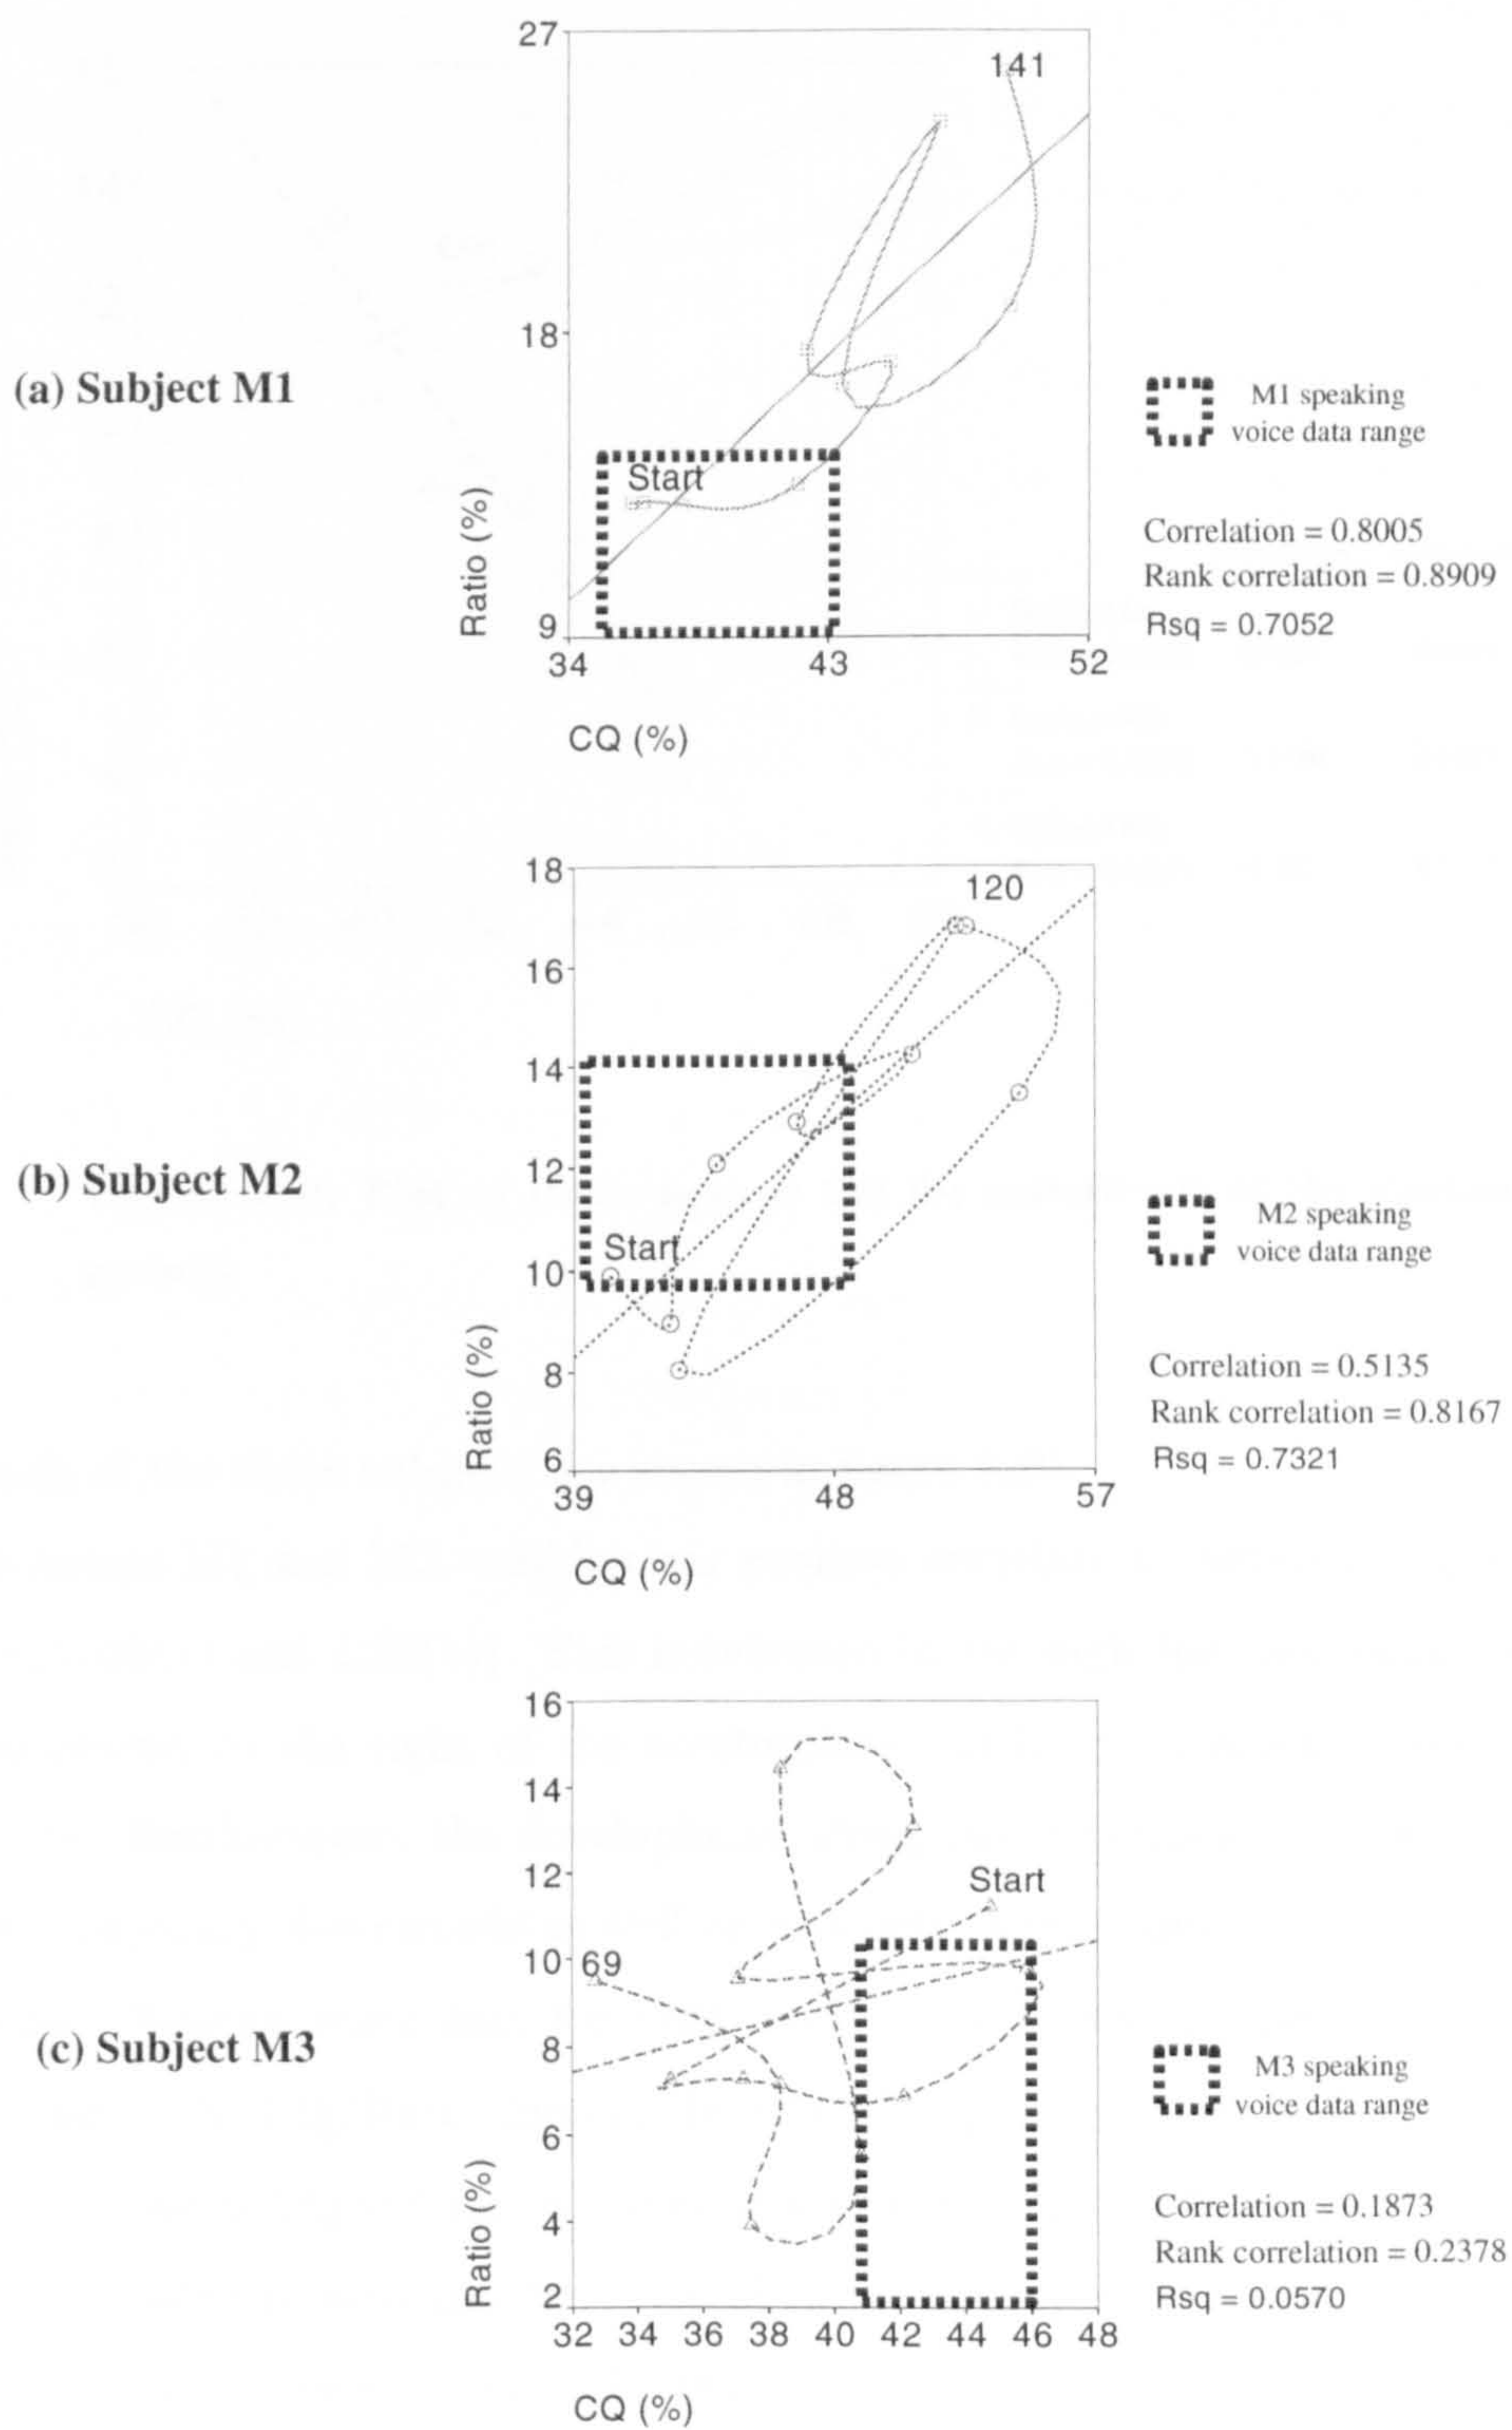 27
141
18
(a) Subject M1
M1 speaking
voice data range
Start
Ratio (%)
Correlation = 0.8005
Rank correlation = 0.8909
Rsq = 0.7052
9
34 43 52
CQ (%)
18
120
16
14
12
(b) Subject M2
M2 speaking
voice data range
Start
10
Ratio (%)
8
Correlation = 0.5135
Rank correlation = 0.8167
Rsq = 0.7321
6
39 48 57
CQ (%)
16
14
12
Start
10
69
(c) Subject M3
8
M3 speaking
voice data range
6
Ratio (%)
4
Correlation = 0.1873
Rank correlation = 0.2378
Rsq = 0.0570
2
32 34 36 38 40 42 44 46 48
CQ (%)